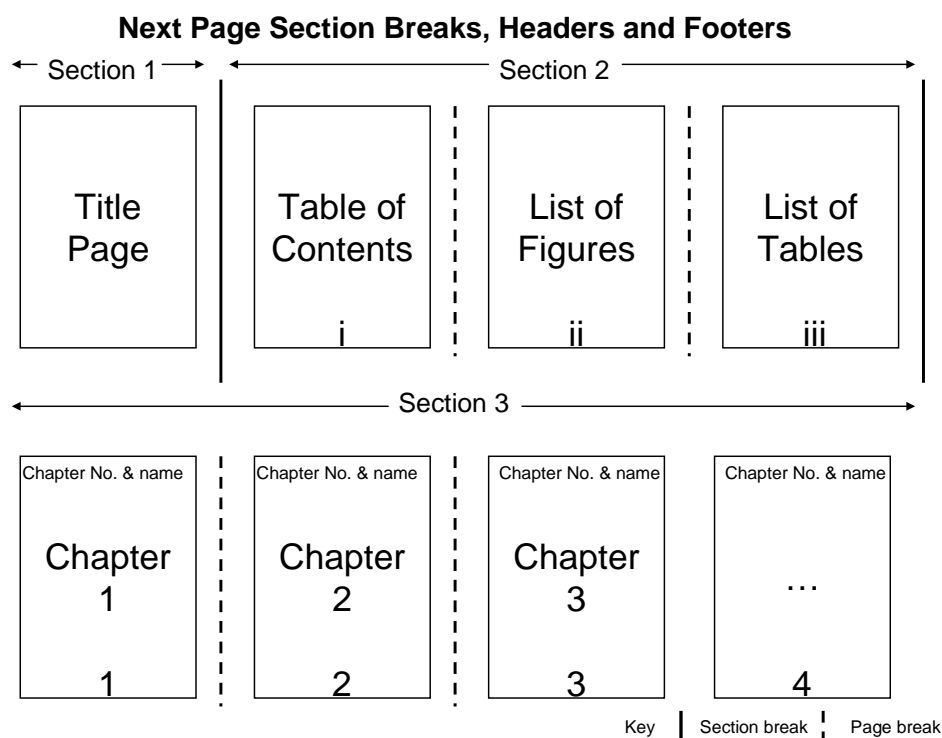 Next Page Section Breaks, Headers and Footers
Section 1
Section 2
Title
Page
Table of
Contents
i
List of
Figures
ii
List of
Tables
iii
Section 3
Chapter No. & name
Chapter
1
1
Chapter No. & name
Chapter
2
2
Chapter No. & name
Chapter
3
3
Chapter No. & name
…
4
Key
Section break
Page break